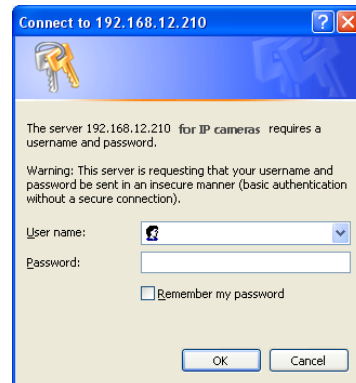 Connect to 192.168.12.210
The server 192.168.12.210 for IP cameras requires a
username and password.
Warning: This server is requesting that your username and
password be sent in an insecure manner (basic authentication
without a secure connection).
User name:
Password:
Remember my password
OK
Cancel